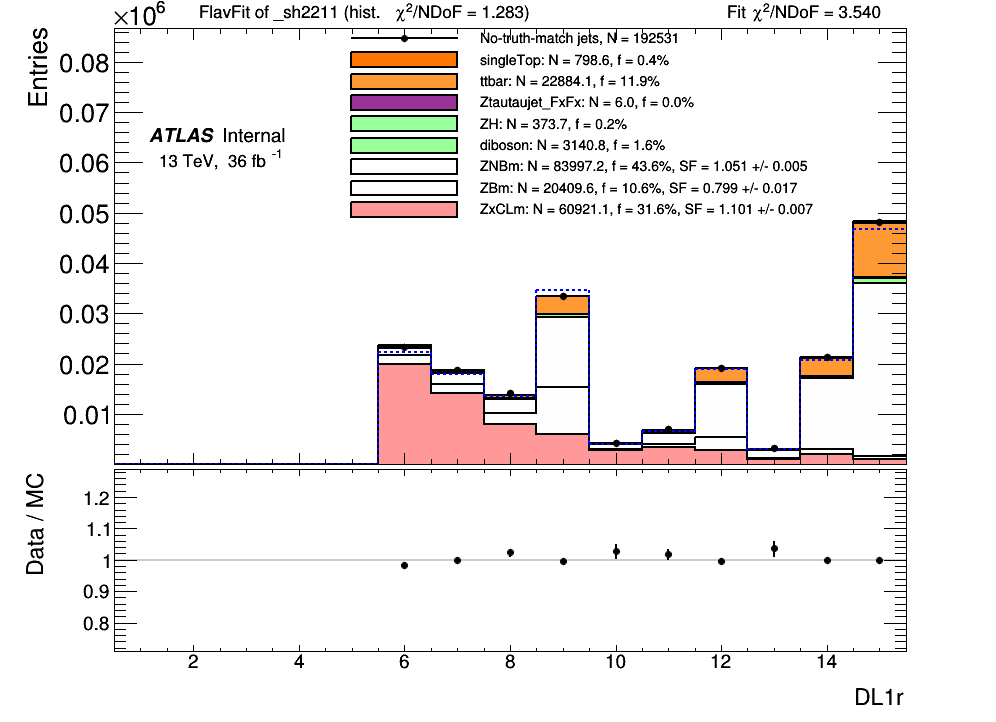 ×10⁶ FlavFit of _sh2211 (hist. χ²/NDoF = 1.283) Fit χ²/NDoF = 3.540
Entries
No-truth-match jets, N = 192531
singleTop: N = 798.6, f = 0.4%
ttbar: N = 22884.1, f = 11.9%
Ztautaujet_FxFx: N = 6.0, f = 0.0%
ZH: N = 373.7, f = 0.2%
diboson: N = 3140.8, f = 1.6%
ZNBm: N = 83997.2, f = 43.6%, SF = 1.051 +/- 0.005
ZBm: N = 20409.6, f = 10.6%, SF = 0.799 +/- 0.017
ZxCLm: N = 60921.1, f = 31.6%, SF = 1.101 +/- 0.007
ATLAS Internal
13 TeV, 36 fb⁻¹
0.08
0.07
0.06
0.05
0.04
0.03
0.02
0.01
Data / MC
1.2
1.1
1
0.9
0.8
2 4 6 8 10 12 14
DL1r